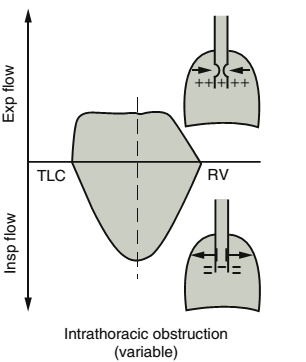 Exp flow
+ + + + +
TLC
RV
Insp flow
Intrathoracic obstruction
(variable)